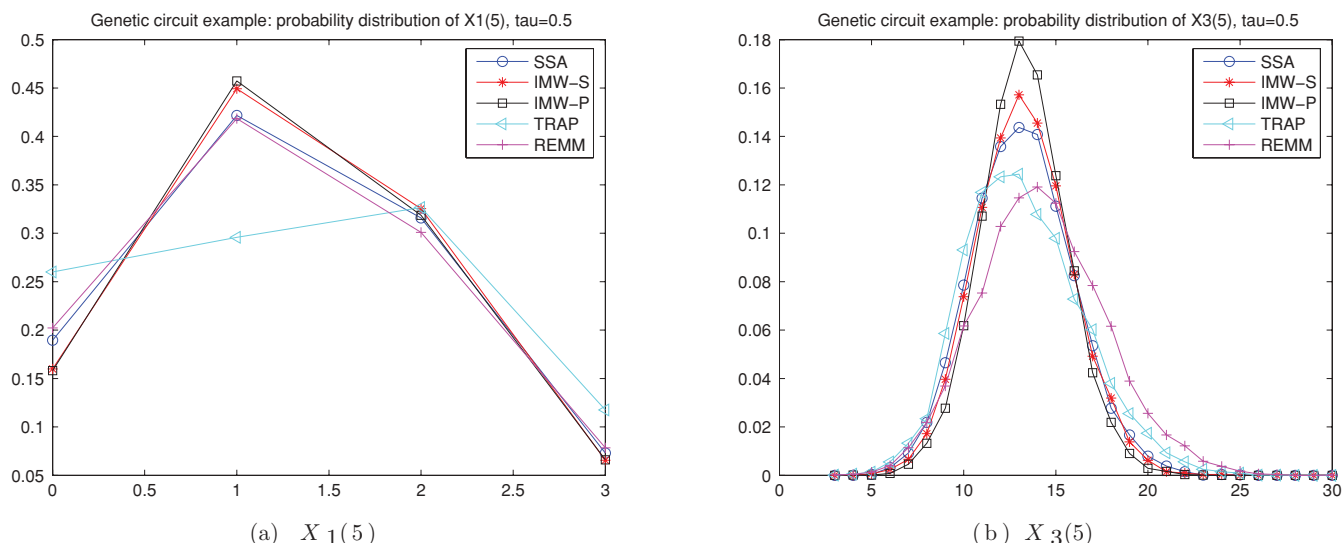 Genetic circuit example: probability distribution of X1(5), tau=0.5
0.5
0.45
0.4
0.35
0.3
0.25
0.2
0.15
0.1
0.05
0 0.5 1 1.5 2 2.5 3
SSA
IMW-S
IMW-P
TRAP
REMM
(a) X 1(5)
Genetic circuit example: probability distribution of X3(5), tau=0.5
0.18
0.16
0.14
0.12
0.1
0.08
0.06
0.04
0.02
0
0 5 10 15 20 25 30
SSA
IMW-S
IMW-P
TRAP
REMM
(b) X 3(5)